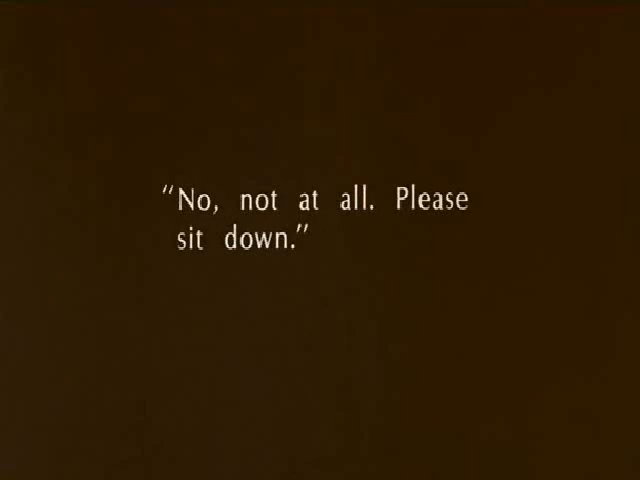 “No, not at all. Please
sit down.”